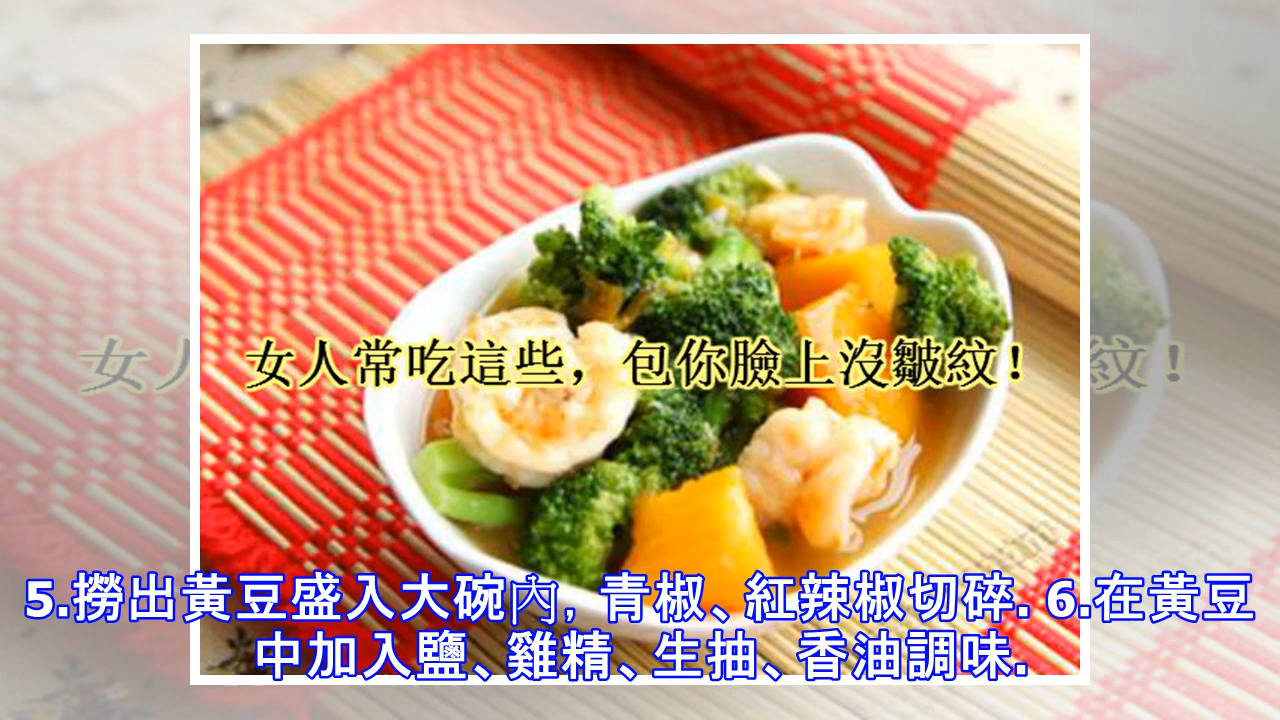 女人常吃這些，包你臉上沒皺紋！
5.撈出黃豆盛入大碗內, 青椒、紅辣椒切碎. 6.在黃豆
中加入鹽、雞精、生抽、香油調味.